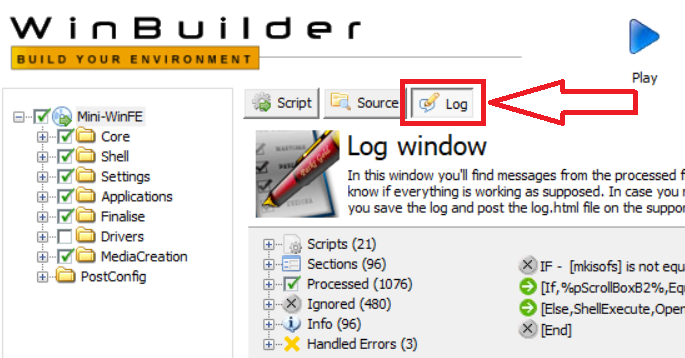 WinBuilder
BUILD YOUR ENVIRONMENT
Play
Mini-WinFE
Core
Shell
Settings
Applications
Finalise
Drivers
MediaCreation
PostConfig
Script
Source
Log
Log window
In this window you'll find messages from the processed
know if everything is working as supposed. In case you
you save the log and post the log.html file on the
Scripts (21)
Sections (96)
Processed (1076)
Ignored (480)
Info (96)
Handled Errors (3)
IF - [mkisofs] is not equ
[If,%pScrollBoxB2%,Eq
[Else,ShellExecute,Oper
[End]